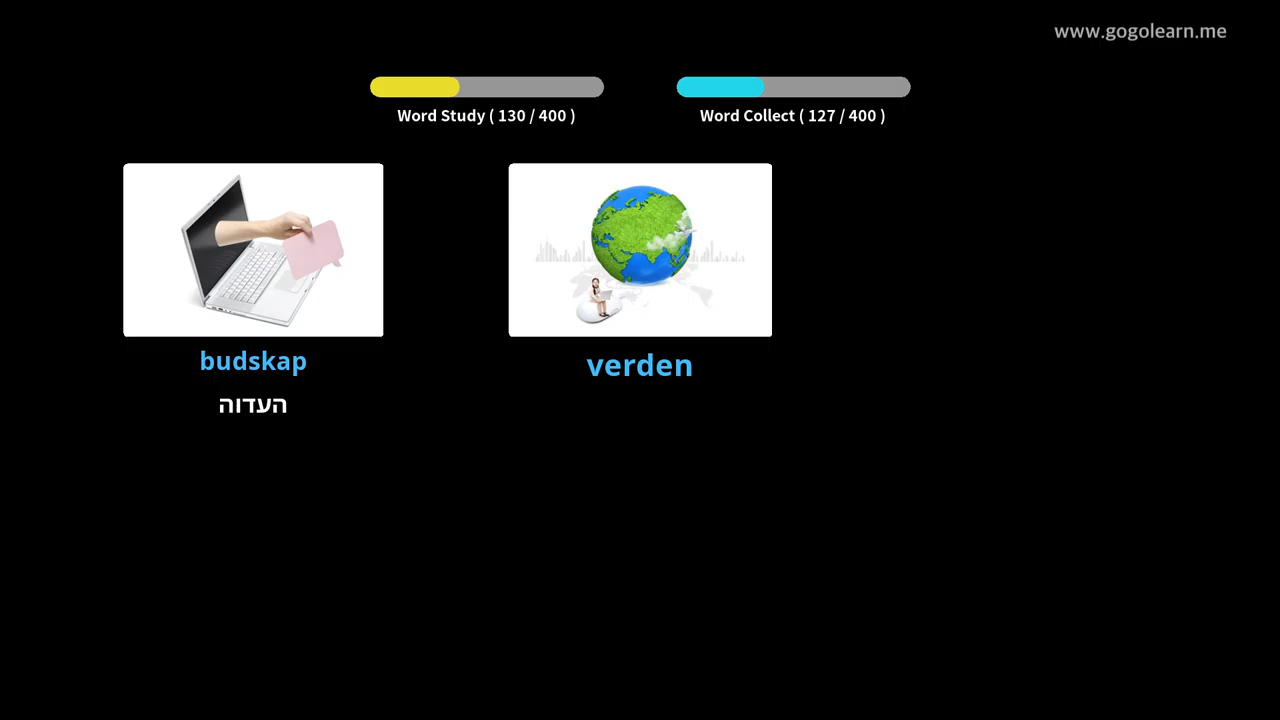 www.gogolearn.me
Word Study ( 130 / 400 )
Word Collect ( 127 / 400 )
budskap
העדוה
verden